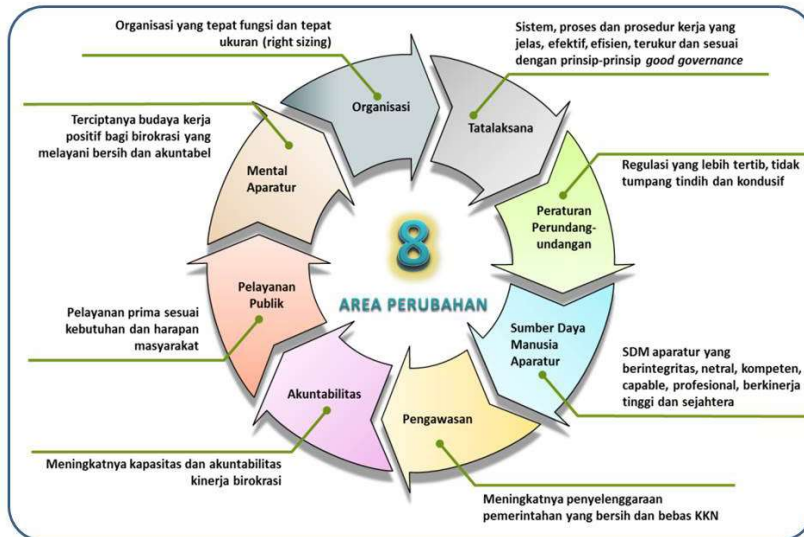 Organisasi yang tepat fungsi dan tepat
ukuran (right sizing)
Sistem, proses dan prosedur kerja yang
jelas, efektif, efisien, terukur dan sesuai
dengan prinsip-prinsip good governance
Organisasi
Tatalaksana
Terciptanya budaya kerja
positif bagi birokrasi yang
melayani bersih dan akuntabel
Mental
Aparatur
Regulasi yang lebih tertib, tidak
tumpang tindih dan kondusif
Peraturan
Perundang-
undangan
8
AREA PERUBAHAN
Pelayanan
Publik
Pelayanan prima sesuai
kebutuhan dan harapan
masyarakat
Sumber Daya
Manusia
Aparatur
SDM aparatur yang
berintegritas, netral, kompeten,
capable, profesional, berkinerja
tinggi dan sejahtera
Akuntabilitas
Pengawasan
Meningkatnya kapasitas dan akuntabilitas
kinerja birokrasi
Meningkatnya penyelenggaraan
pemerintahan yang bersih dan bebas KKN